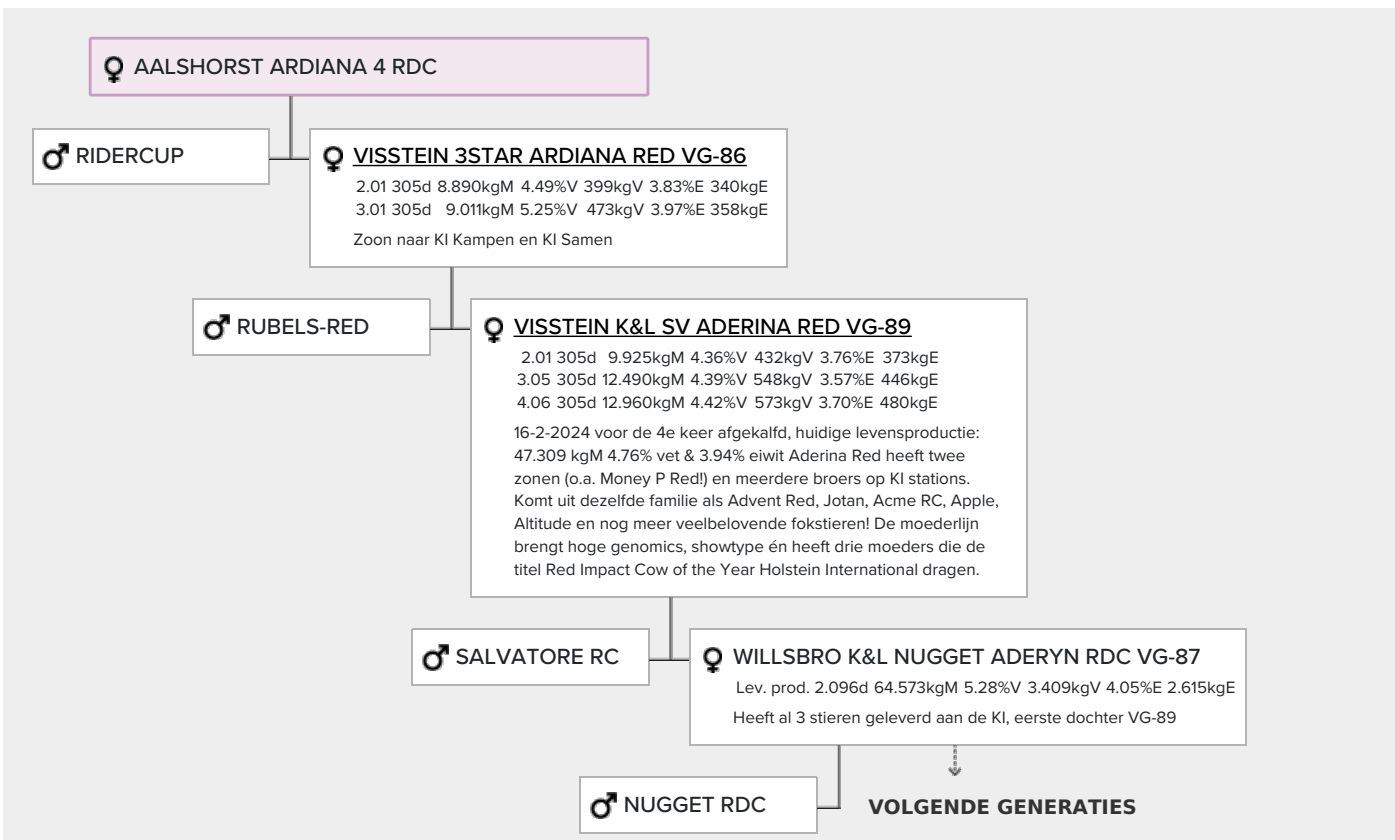 AALSHORST ARDIANA 4 RDC
RIDERCUP
VISSTEIN 3STAR ARDIANA RED VG-86
2.01 305d 8.890kgM 4.49%V 399kgV 3.83%E 340kgE
3.01 305d 9.011kgM 5.25%V 473kgV 3.97%E 358kgE
Zoon naar KI Kampen en KI Samen
RUBELS-RED
VISSTEIN K&L SV ADERINA RED VG-89
2.01 305d 9.925kgM 4.36%V 432kgV 3.76%E 373kgE
3.05 305d 12.490kgM 4.39%V 548kgV 3.57%E 446kgE
4.06 305d 12.960kgM 4.42%V 573kgV 3.70%E 480kgE
16-2-2024 voor de 4e keer afgekalfd, huidige levensproductie:
47.309 kgM 4.76% vet & 3.94% eiwit Aderina Red heeft twee
zonen (o.a. Money P Red!) en meerdere broers op KI stations.
Komt uit dezelfde familie als Advent Red, Jotan, Acme RC, Apple,
Altitude en nog meer veelbelovende fokstieren! De moederlijn
brengt hoge genomics, showtype én heeft drie moeders die de
titel Red Impact Cow of the Year Holstein International dragen.
SALVATORE RC
WILLSBRO K&L NUGGET ADERYN RDC VG-87
Lev. prod. 2.096d 64.573kgM 5.28%V 3.409kgV 4.05%E 2.615kgE
Heeft al 3 stieren geleverd aan de KI, eerste dochter VG-89
NUGGET RDC
VOLGENDE GENERATIES